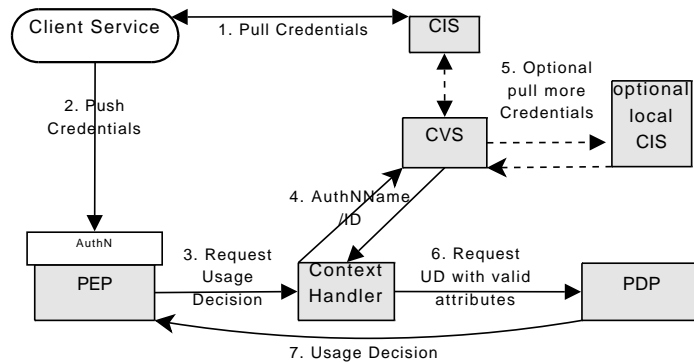 Client Service
1. Pull Credentials
CIS
2. Push
Credentials
5. Optional
pull more
Credentials
optional
local
CIS
CVS
4. AuthNName
/ID
AuthN
PEP
3. Request
Usage
Decision
Context
Handler
6. Request
UD with valid
attributes
PDP
7. Usage Decision